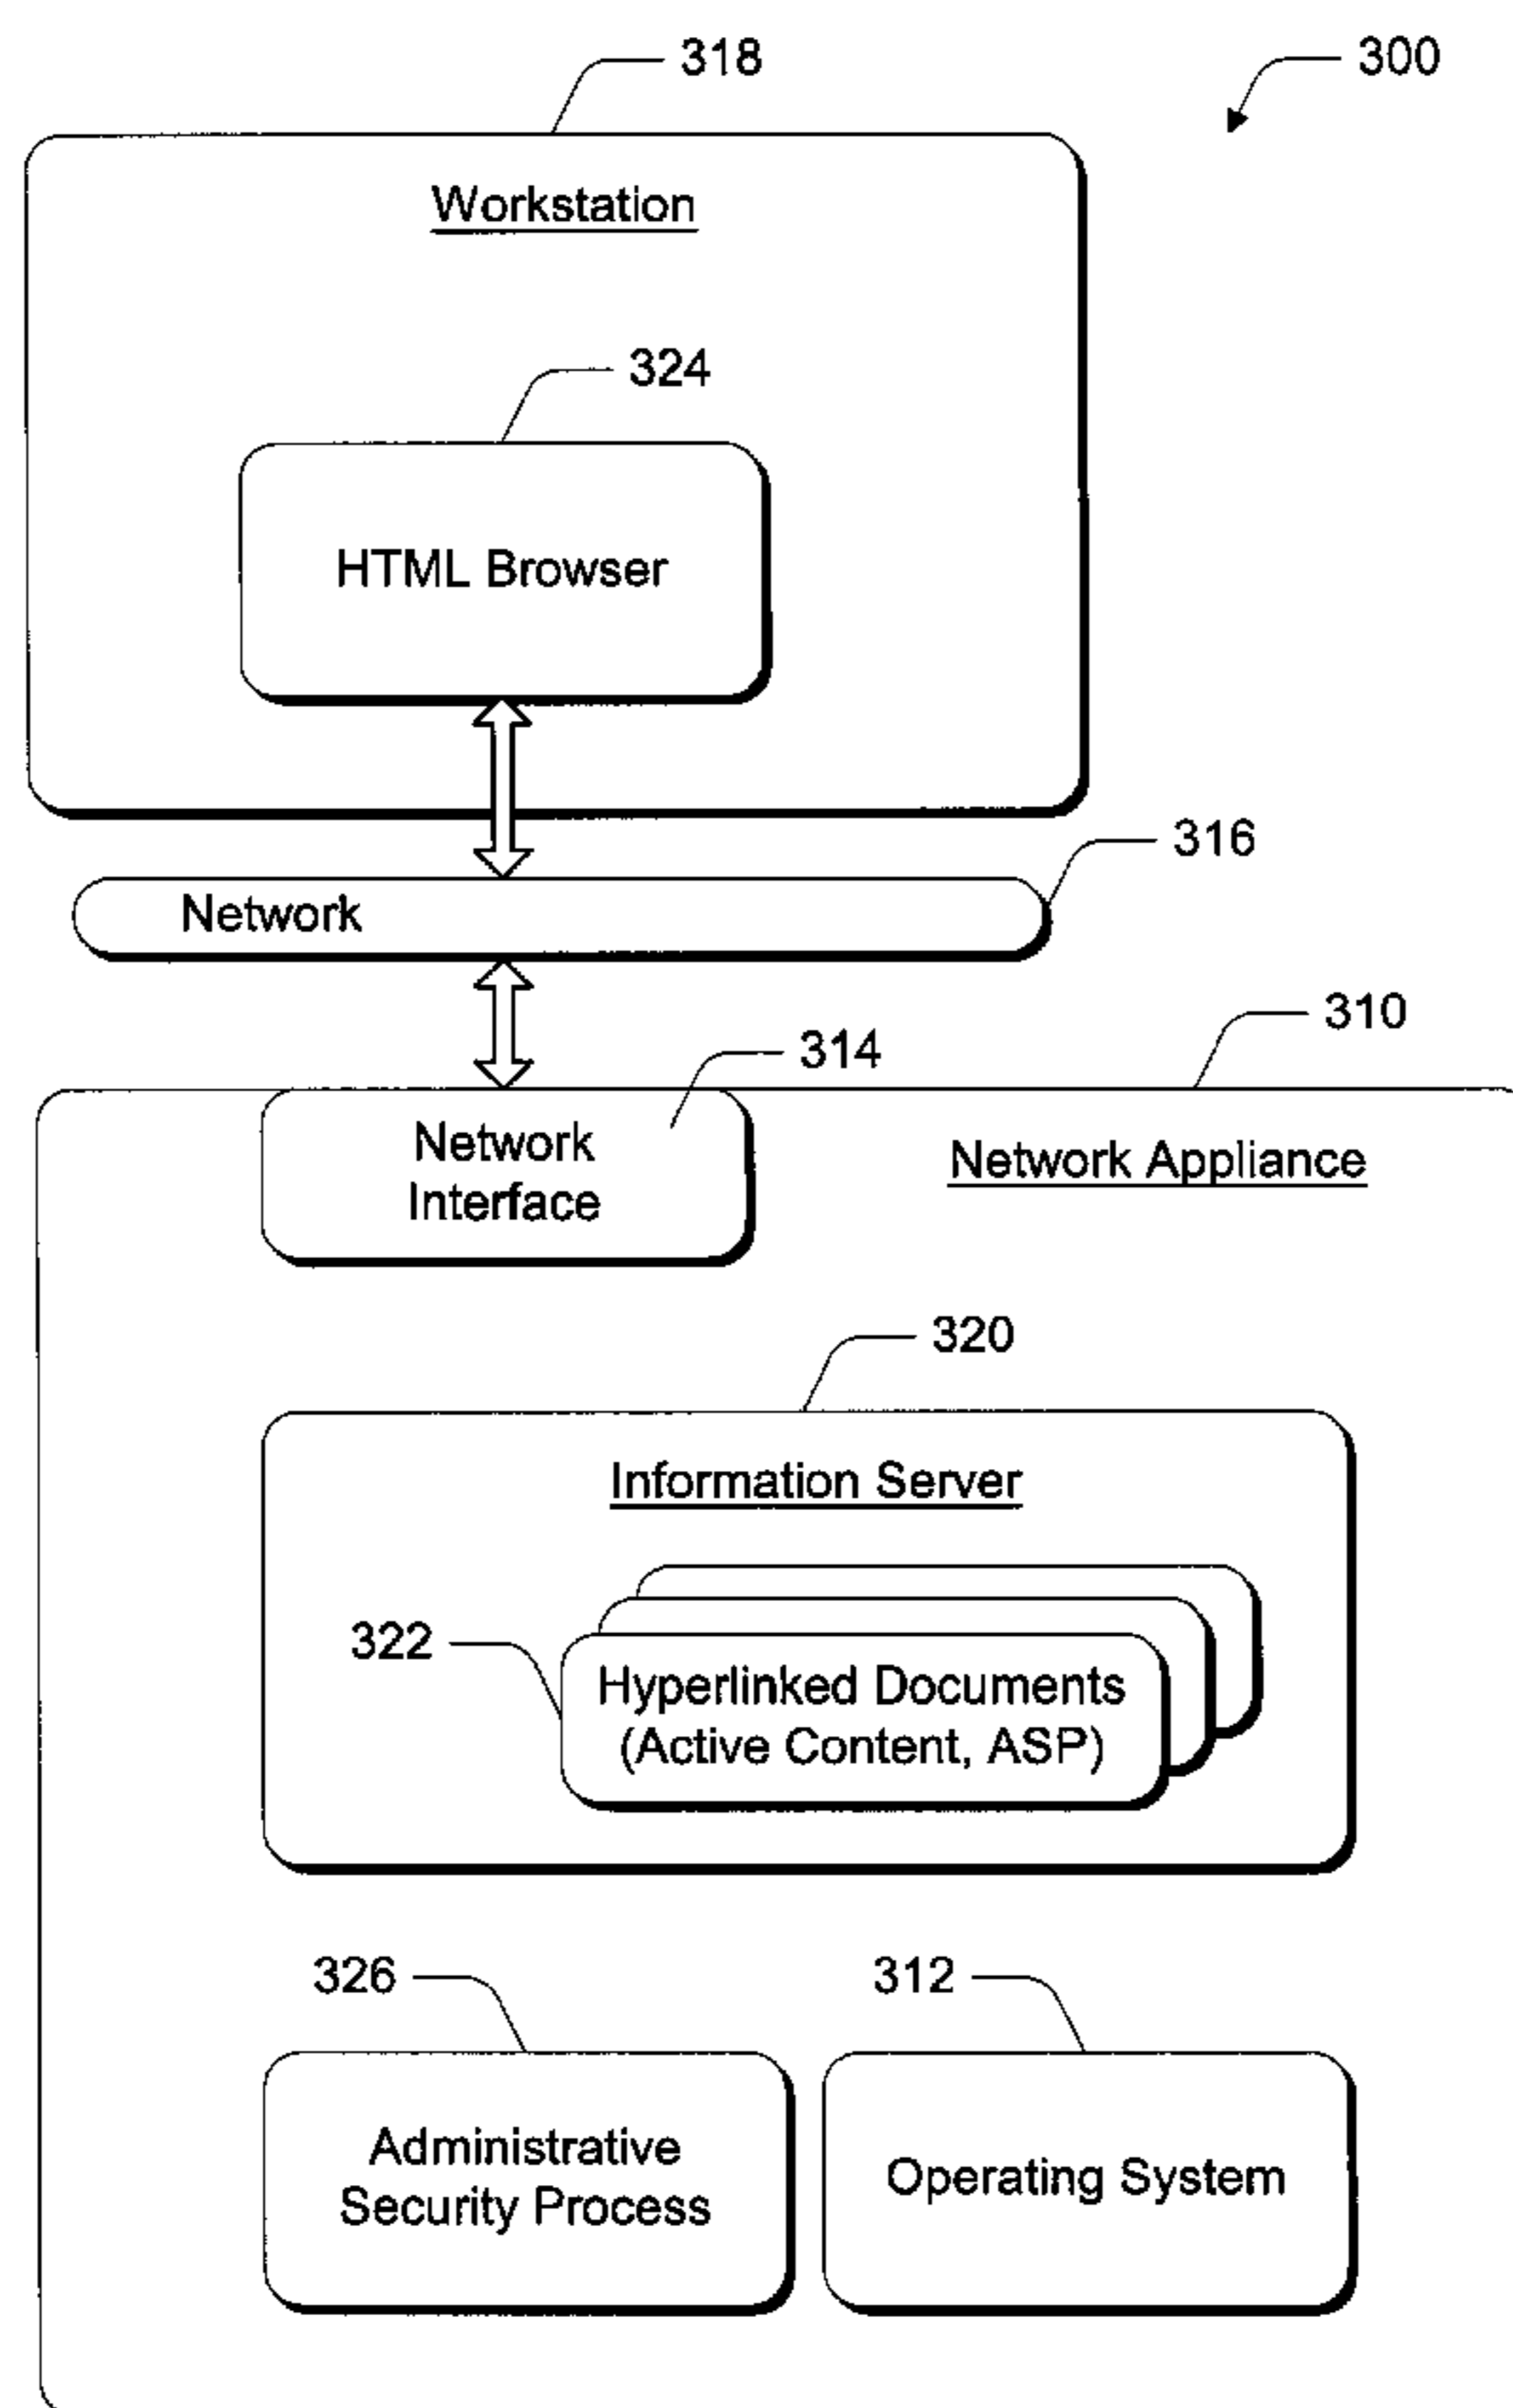 318
300
Workstation
324
HTML Browser
316
Network
310
314
Network
Interface
Network Appliance
320
Information Server
322
Hyperlinked Documents
(Active Content, ASP)
326
312
Administrative
Security Process
Operating System